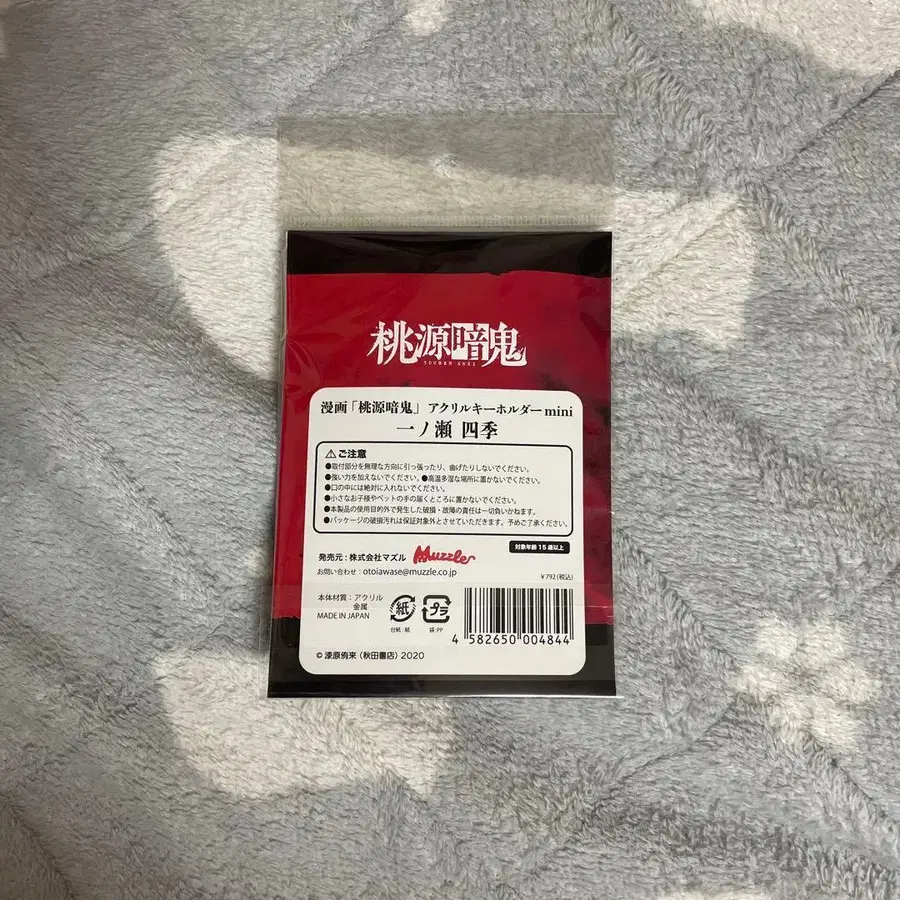 桃源暗鬼
TOUGEN ANKI
漫画「桃源暗鬼」アクリルキーホルダーmini
一ノ瀬 四季
ご注意
●取付部分を無理な方向に引っ張ったり、曲げたりしないでください。
●強い力を加えないでください。●高温多湿な場所に置かないでください。
●口の中には絶対に入れないでください。
●小さなお子様やペットの手の届くところに置かないでください。
●本製品の使用目的外で発生した破損・故障の責任は一切負いかねます。
●パッケージの破損汚れは保証対象外とさせていただきます。予めご了承ください。
対象年齢15歳以上
発売元:株式会社マズル Muzzle
お問い合わせ:otoiawase@muzzle.co.jp
¥792(税込)
本体材質:アクリル
金属
MADE IN JAPAN
紙
台紙:紙
プラ
袋:PP
4 582650 004844
© 漆原侑来(秋田書店)2020